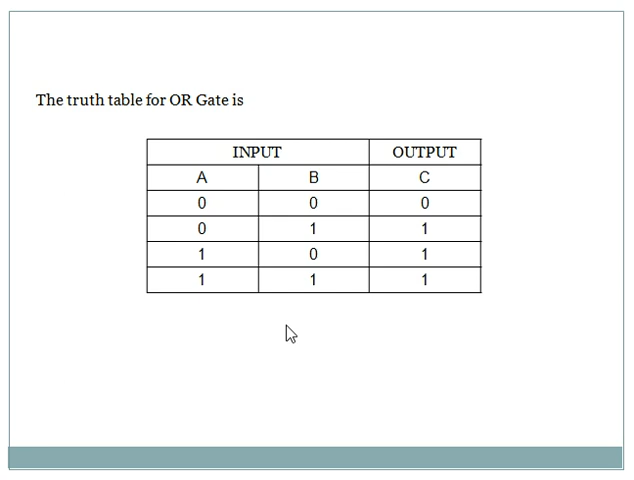 The truth table for OR Gate is
INPUT OUTPUT
A B C
0 0 0
0 1 1
1 0 1
1 1 1